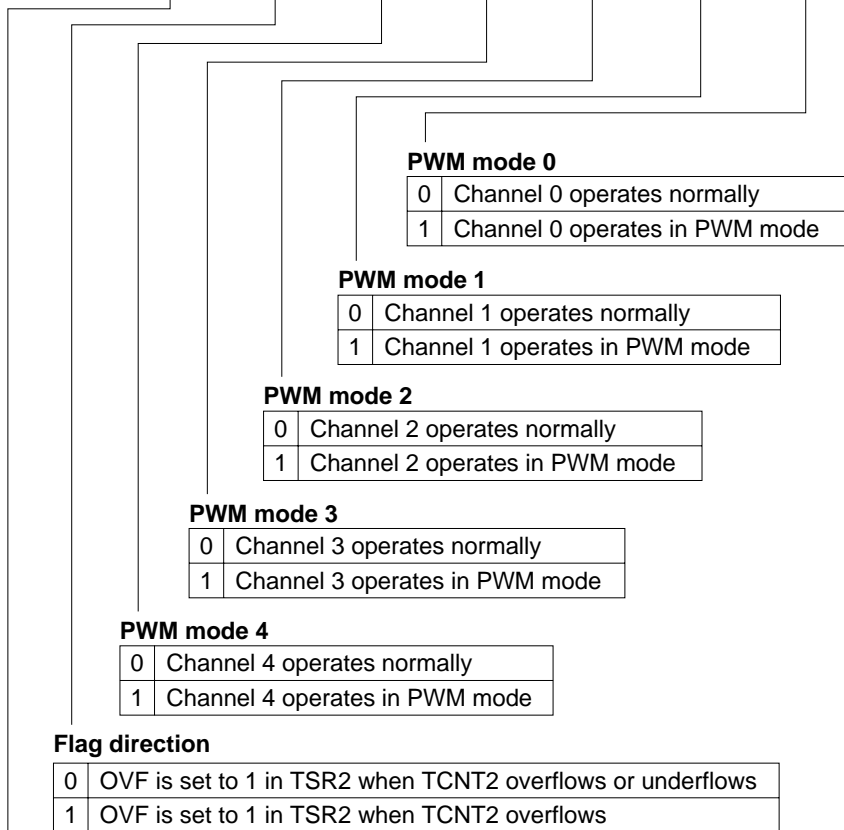 PWM mode 0
0 Channel 0 operates normally
1 Channel 0 operates in PWM mode
PWM mode 1
0 Channel 1 operates normally
1 Channel 1 operates in PWM mode
PWM mode 2
0 Channel 2 operates normally
1 Channel 2 operates in PWM mode
PWM mode 3
0 Channel 3 operates normally
1 Channel 3 operates in PWM mode
PWM mode 4
0 Channel 4 operates normally
1 Channel 4 operates in PWM mode
Flag direction
0 OVF is set to 1 in TSR2 when TCNT2 overflows or underflows
1 OVF is set to 1 in TSR2 when TCNT2 overflows